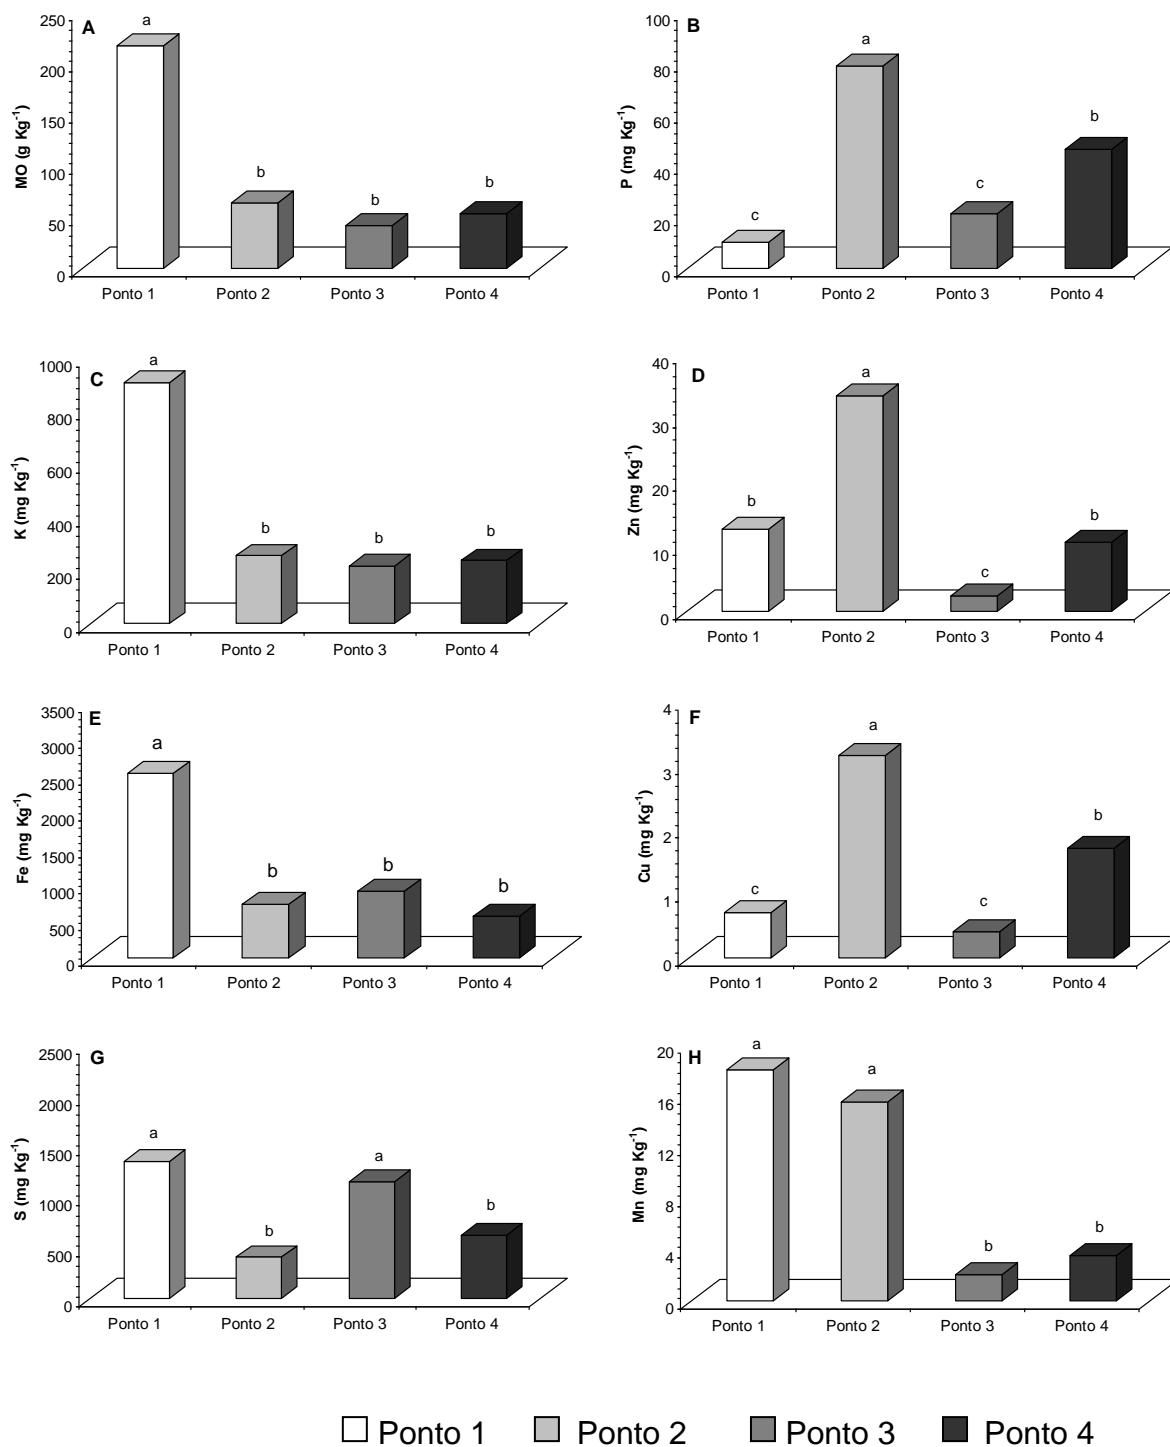 A
MO (g Kg-1)
250
200
150
100
50
0
a
b
b
b
Ponto 1 Ponto 2 Ponto 3 Ponto 4
B
P (mg Kg-1)
100
80
60
40
20
0
c
a
c
b
Ponto 1 Ponto 2 Ponto 3 Ponto 4
C
K (mg Kg-1)
1000
800
600
400
200
0
a
b
b
b
Ponto 1 Ponto 2 Ponto 3 Ponto 4
D
Zn (mg Kg-1)
40
30
20
10
0
b
a
c
b
Ponto 1 Ponto 2 Ponto 3 Ponto 4
E
Fe (mg Kg-1)
3500
3000
2500
2000
1500
1000
500
0
a
b
b
b
Ponto 1 Ponto 2 Ponto 3 Ponto 4
F
Cu (mg Kg-1)
4
3
2
1
0
c
a
c
b
Ponto 1 Ponto 2 Ponto 3 Ponto 4
G
S (mg Kg-1)
2500
2000
1500
1000
500
0
a
b
a
b
Ponto 1 Ponto 2 Ponto 3 Ponto 4
H
Mn (mg Kg-1)
20
16
12
8
4
0
a
a
b
b
Ponto 1 Ponto 2 Ponto 3 Ponto 4
Ponto 1 Ponto 2 Ponto 3 Ponto 4